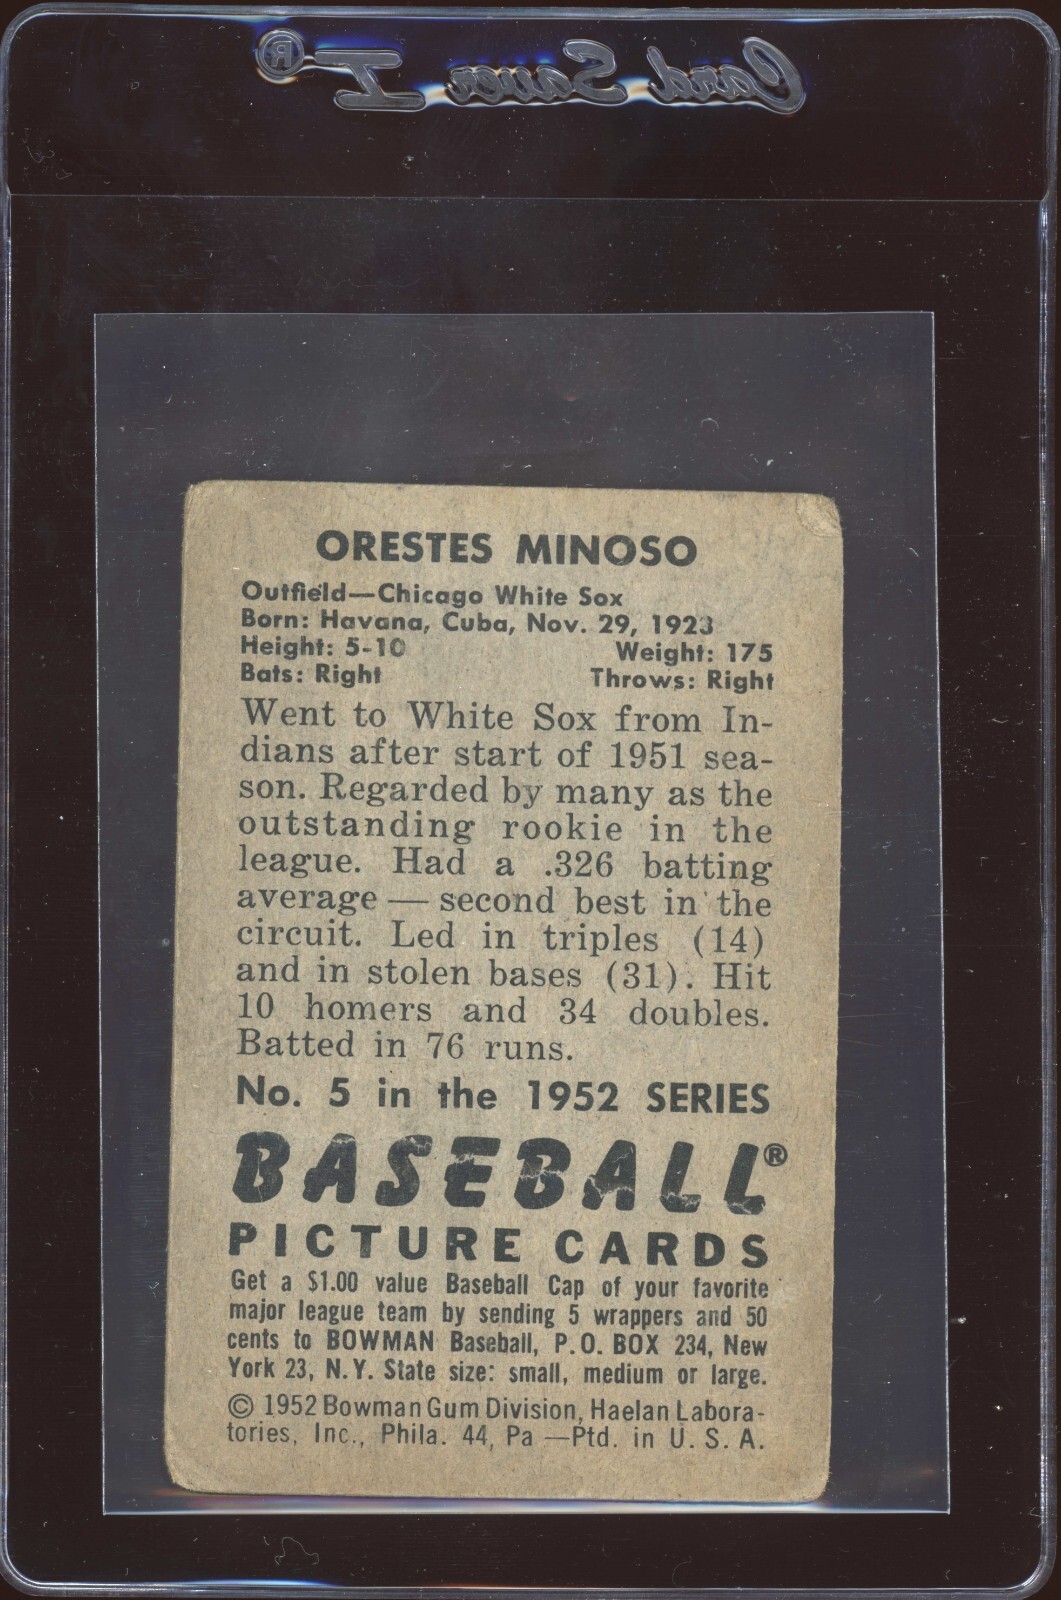 Card Saver I®
ORESTES MINOSO
Outfield—Chicago White Sox
Born: Havana, Cuba, Nov. 29, 1923
Height: 5-10 Weight: 175
Bats: Right Throws: Right
Went to White Sox from In-
dians after start of 1951 sea-
son. Regarded by many as the
outstanding rookie in the
league. Had a .326 batting
average — second best in the
circuit. Led in triples (14)
and in stolen bases (31). Hit
10 homers and 34 doubles.
Batted in 76 runs.
No. 5 in the 1952 SERIES
BASEBALL®
PICTURE CARDS
Get a $1.00 value Baseball Cap of your favorite
major league team by sending 5 wrappers and 50
cents to BOWMAN Baseball, P.O. BOX 234, New
York 23, N.Y. State size: small, medium or large.
© 1952 Bowman Gum Division, Haelan Labora-
tories, Inc., Phila. 44, Pa —Ptd. in U. S. A.